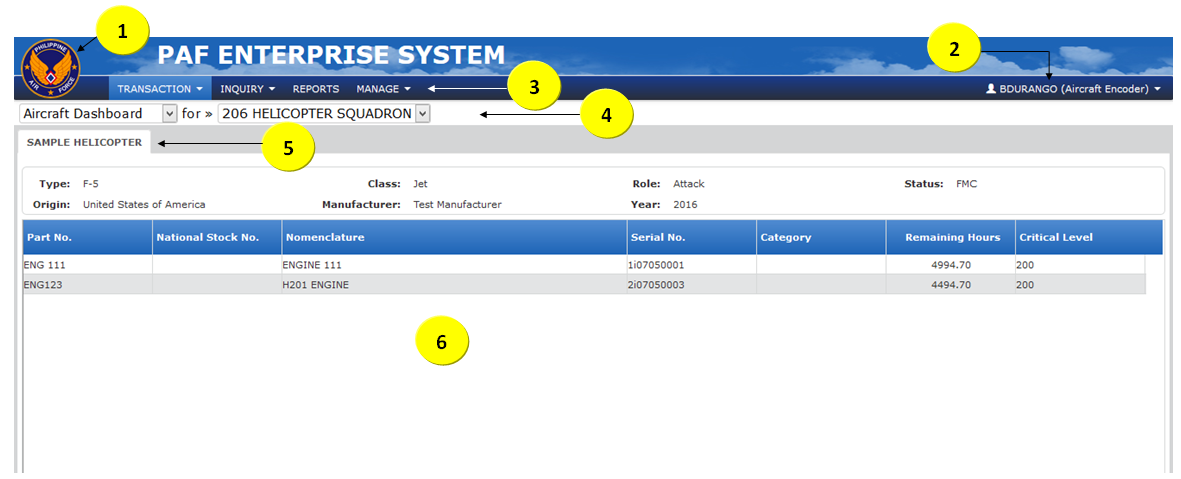 1
2
PHILIPPINE
AIR FORCE
PAF ENTERPRISE SYSTEM
TRANSACTION INQUIRY REPORTS MANAGE
3
BDURANGO (Aircraft Encoder)
Aircraft Dashboard for » 206 HELICOPTER SQUADRON
4
SAMPLE HELICOPTER
5
Type: F-5 Class: Jet Role: Attack Status: FMC
Origin: United States of America Manufacturer: Test Manufacturer Year: 2016
Part No. National Stock No. Nomenclature Serial No. Category Remaining Hours Critical Level
ENG 111 ENGINE 111 1i07050001 4994.70 200
ENG123 H201 ENGINE 2i07050003 4494.70 200
6